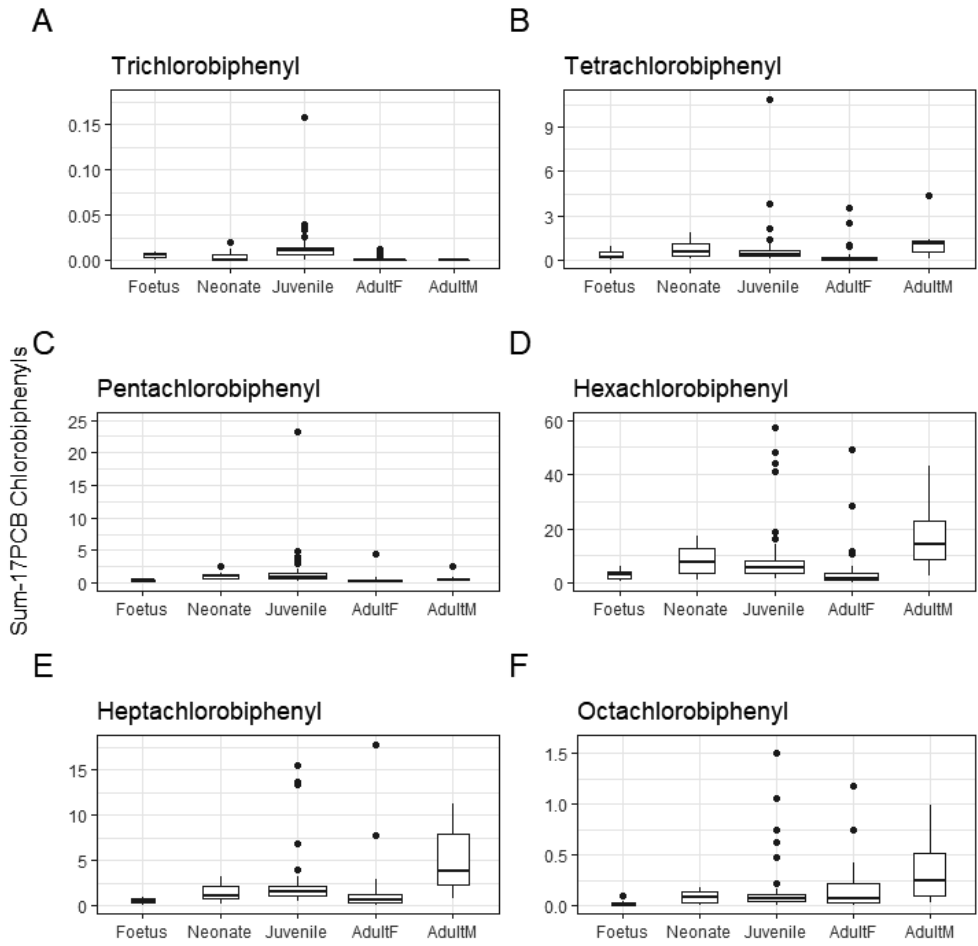 A
Trichlorobiphenyl
0.15
0.10
0.05
0.00
Foetus Neonate Juvenile AdultF AdultM
B
Tetrachlorobiphenyl
9
6
3
0
Foetus Neonate Juvenile AdultF AdultM
Sum-17PCB Chlorobiphenyls
C
Pentachlorobiphenyl
25
20
15
10
5
0
Foetus Neonate Juvenile AdultF AdultM
D
Hexachlorobiphenyl
60
40
20
0
Foetus Neonate Juvenile AdultF AdultM
E
Heptachlorobiphenyl
15
10
5
0
Foetus Neonate Juvenile AdultF AdultM
F
Octachlorobiphenyl
1.5
1.0
0.5
0.0
Foetus Neonate Juvenile AdultF AdultM